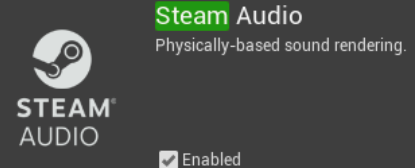 Steam Audio
Physically-based sound rendering.
STEAM®
AUDIO
Enabled